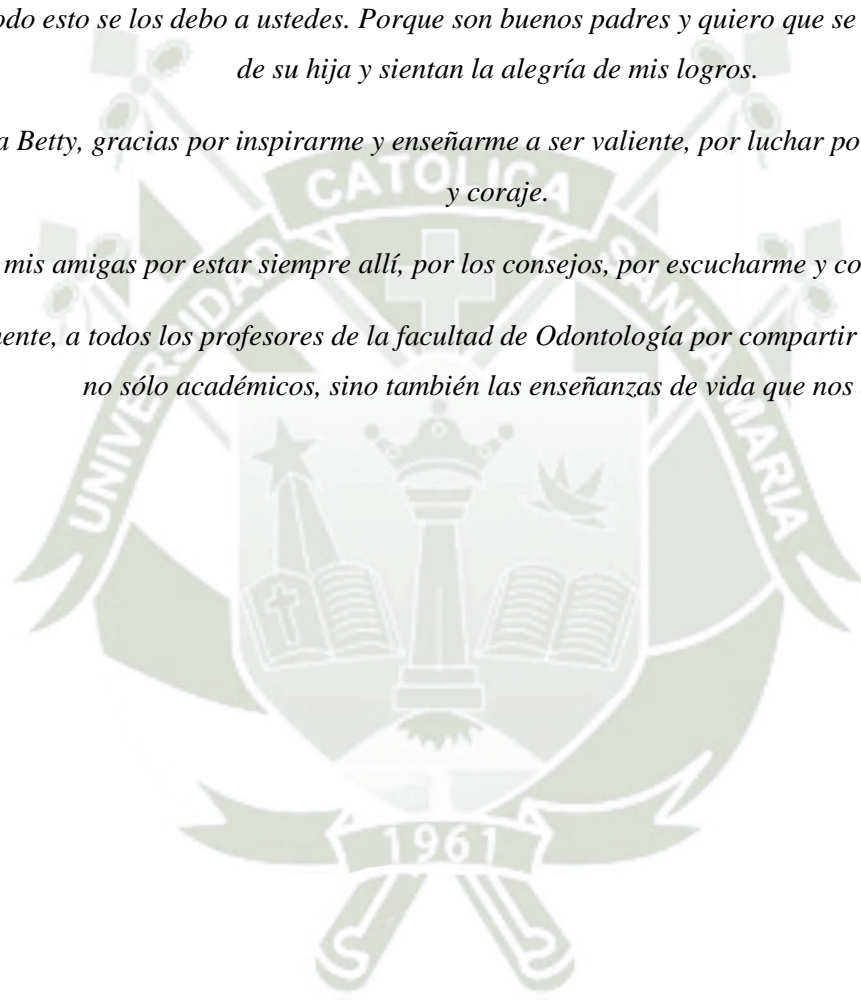 odo esto se los debo a ustedes. Porque son buenos padres y quiero que se
de su hija y sientan la alegría de mis logros.
a Betty, gracias por inspirarme y enseñarme a ser valiente, por luchar po
y coraje.
mis amigas por estar siempre allí, por los consejos, por escucharme y co
ente, a todos los profesores de la facultad de Odontología por compartir
no sólo académicos, sino también las enseñanzas de vida que nos
UNIVERSIDAD CATOLICA SANTA MARIA
1961